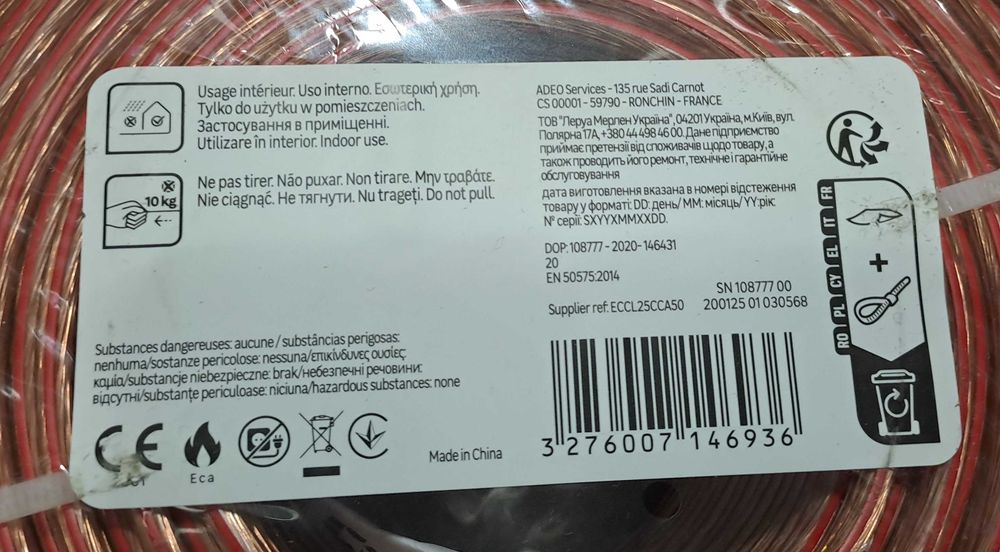 Usage intérieur. Uso interno. Εσωτερική χρήση.
Tylko do użytku w pomieszczeniach.
Застосування в приміщенні.
Utilizare în interior. Indoor use.
10 kg
Ne pas tirer. Não puxar. Non tirare. Μην τραβάτε.
Nie ciągnąć. Не тягнути. Nu trageți. Do not pull.
Substances dangereuses: aucune / substâncias perigosas:
nenhuma/sostanze pericolose: nessuna/επικίνδυνες ουσίες:
καμία/substancje niebezpieczne: brak/небезпечні речовини:
відсутні/substanțe periculoase: niciuna/hazardous substances: none
CE
Eca
Made in China
ADEO Services - 135 rue Sadi Carnot
CS 00001 - 59790 - RONCHIN - FRANCE
ТОВ "Леруа Мерлен Україна", 04201 Україна, м.Київ, вул.
Полярна 17А, +380 44 498 46 00. Дане підприємство
приймає претензії від споживачів щодо товару, а
також проводить його ремонт, технічне і гарантійне
обслуговування
дата виготовлення вказана в номері відстеження
товару у форматі: DD: день/ MM: місяць/ YY:рік
N° серії: SXYYXMMXXDD.
DOP: 108777 - 2020- 146431
20
EN 50575:2014
SN 108777 00
Supplier ref: ECCL25CCA50 200125 01 030568
3 276007 146936
RO PL CY EL IT FR
+